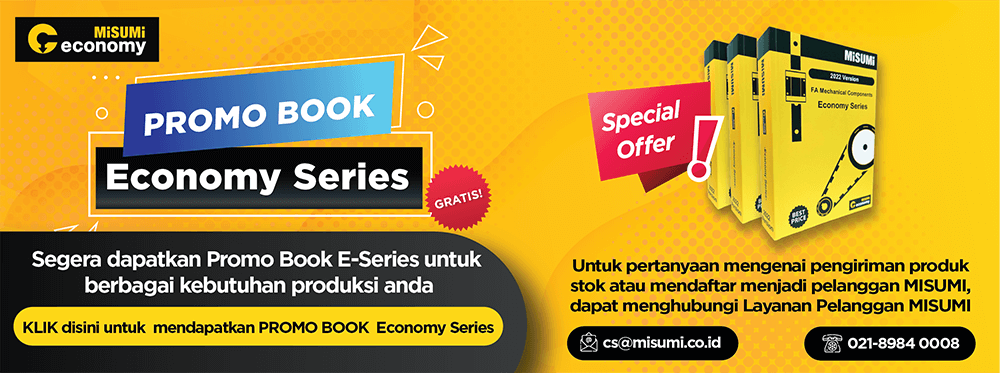 MiSUMi
economy
PROMO BOOK
Economy Series
GRATIS!
Segera dapatkan Promo Book E-Series untuk
berbagai kebutuhan produksi anda
KLIK disini untuk mendapatkan PROMO BOOK Economy Series
Special
Offer
!
MiSUMi
2022 Version
FA Mechanical Components
Economy Series
BEST
PRICE
economy
Untuk pertanyaan mengenai pengiriman produk
stok atau mendaftar menjadi pelanggan MISUMI,
dapat menghubungi Layanan Pelanggan MISUMI
cs@misumi.co.id
021-8984 0008